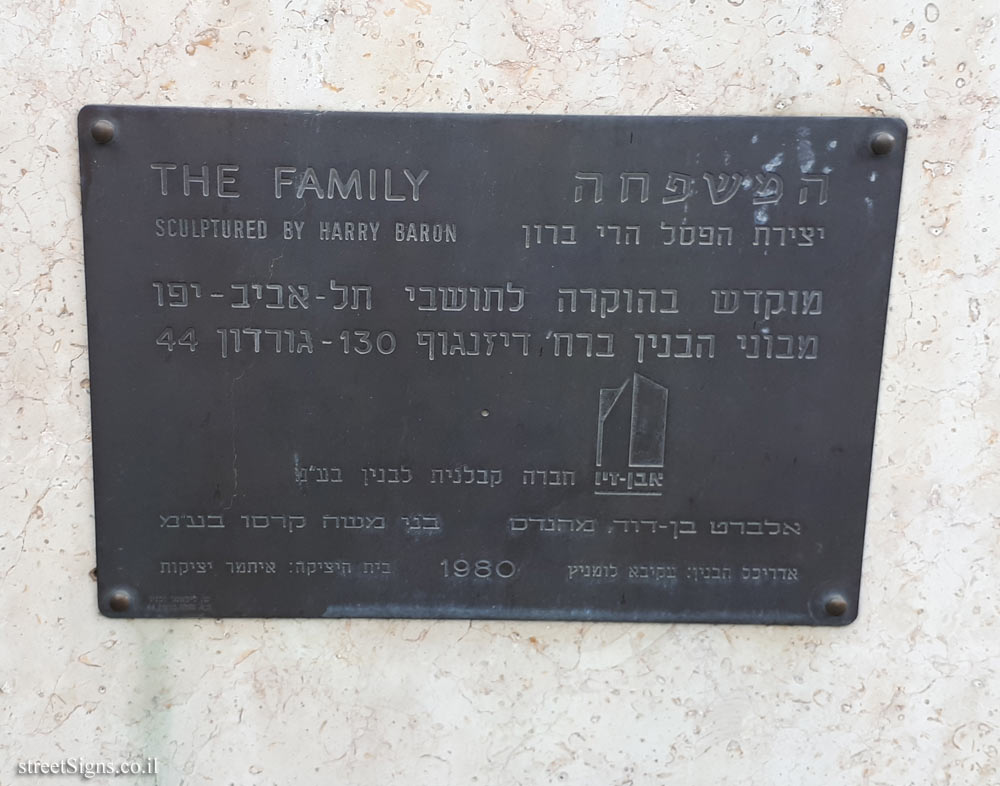 THE FAMILY המשפחה
SCULPTURED BY HARRY BARON יצירת הפסל הרי ברון
מוקדש בהוקרה לתושבי תל-אביב-יפו
מבוני הבנין ברח' דיזנגוף 130 - גורדון 44
אבן-זיו חברה קבלנית לבנין בע"מ
אלברט בן-דוד, מהנדס בני משה קרסו בע"מ
אדריכל הבנין: עקיבא לומניץ 1980 בית היציקה: איתמר יציקות
streetSigns.co.il